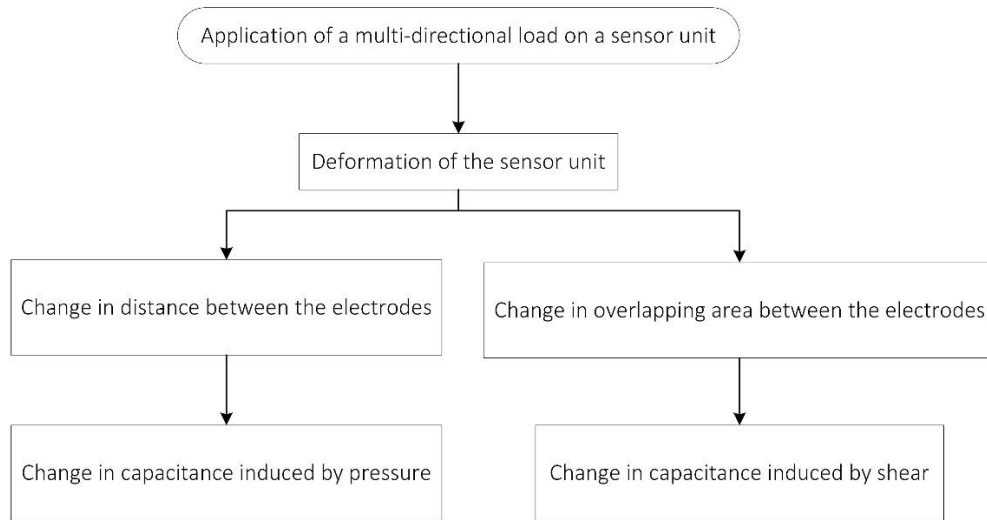 Application of a multi-directional load on a sensor unit
Deformation of the sensor unit
Change in distance between the electrodes
Change in overlapping area between the electrodes
Change in capacitance induced by pressure
Change in capacitance induced by shear